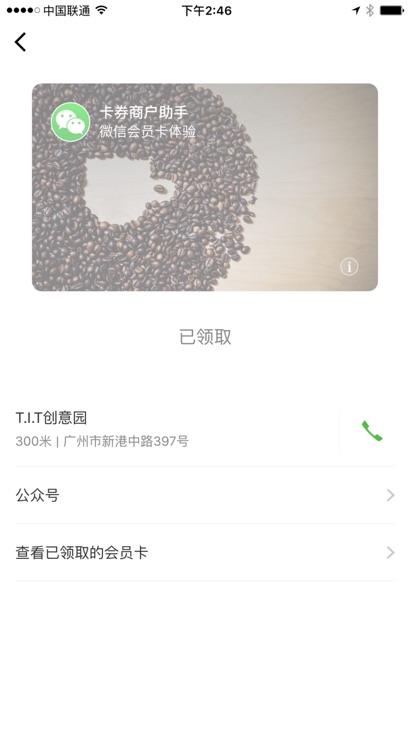 中国联通 下午2:46
卡券商户助手
微信会员卡体验
已领取
T.I.T创意园
300米 | 广州市新港中路397号
公众号
查看已领取的会员卡